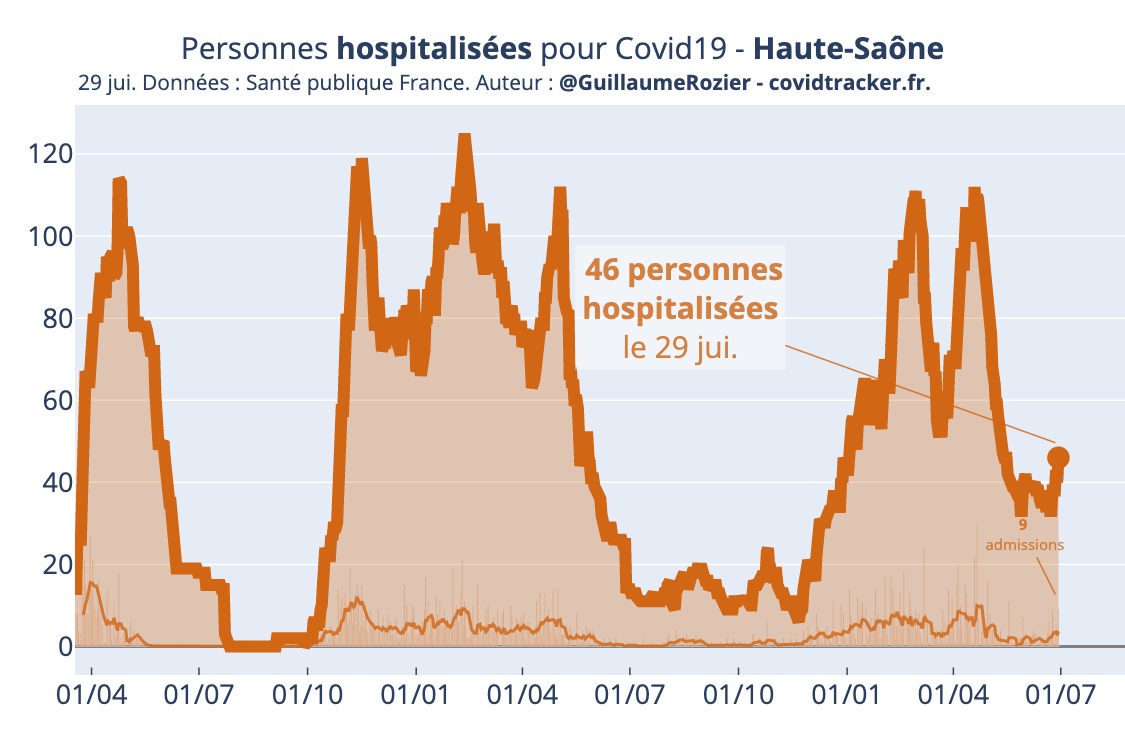 Personnes hospitalisées pour Covid19 - Haute-Saône
29 jui. Données : Santé publique France. Auteur : @GuillaumeRozier - covidtracker.fr.
120
100
80
60
40
20
0
46 personnes
hospitalisées
le 29 jui.
9
admissions
01/04 01/07 01/10 01/01 01/04 01/07 01/10 01/01 01/04 01/07